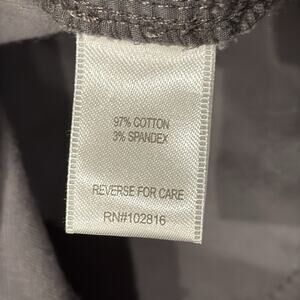 97% COTTON
3% SPANDEX
REVERSE FOR CARE
RN#102816